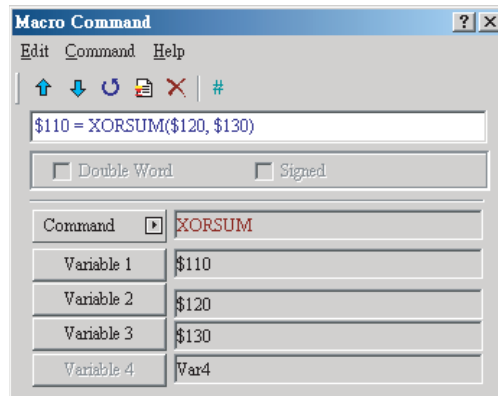 Macro Command
Edit Command Help
#
$110 = XORSUM($120, $130)
Double Word Signed
Command XORSUM
Variable 1 $110
Variable 2 $120
Variable 3 $130
Variable 4 Var4